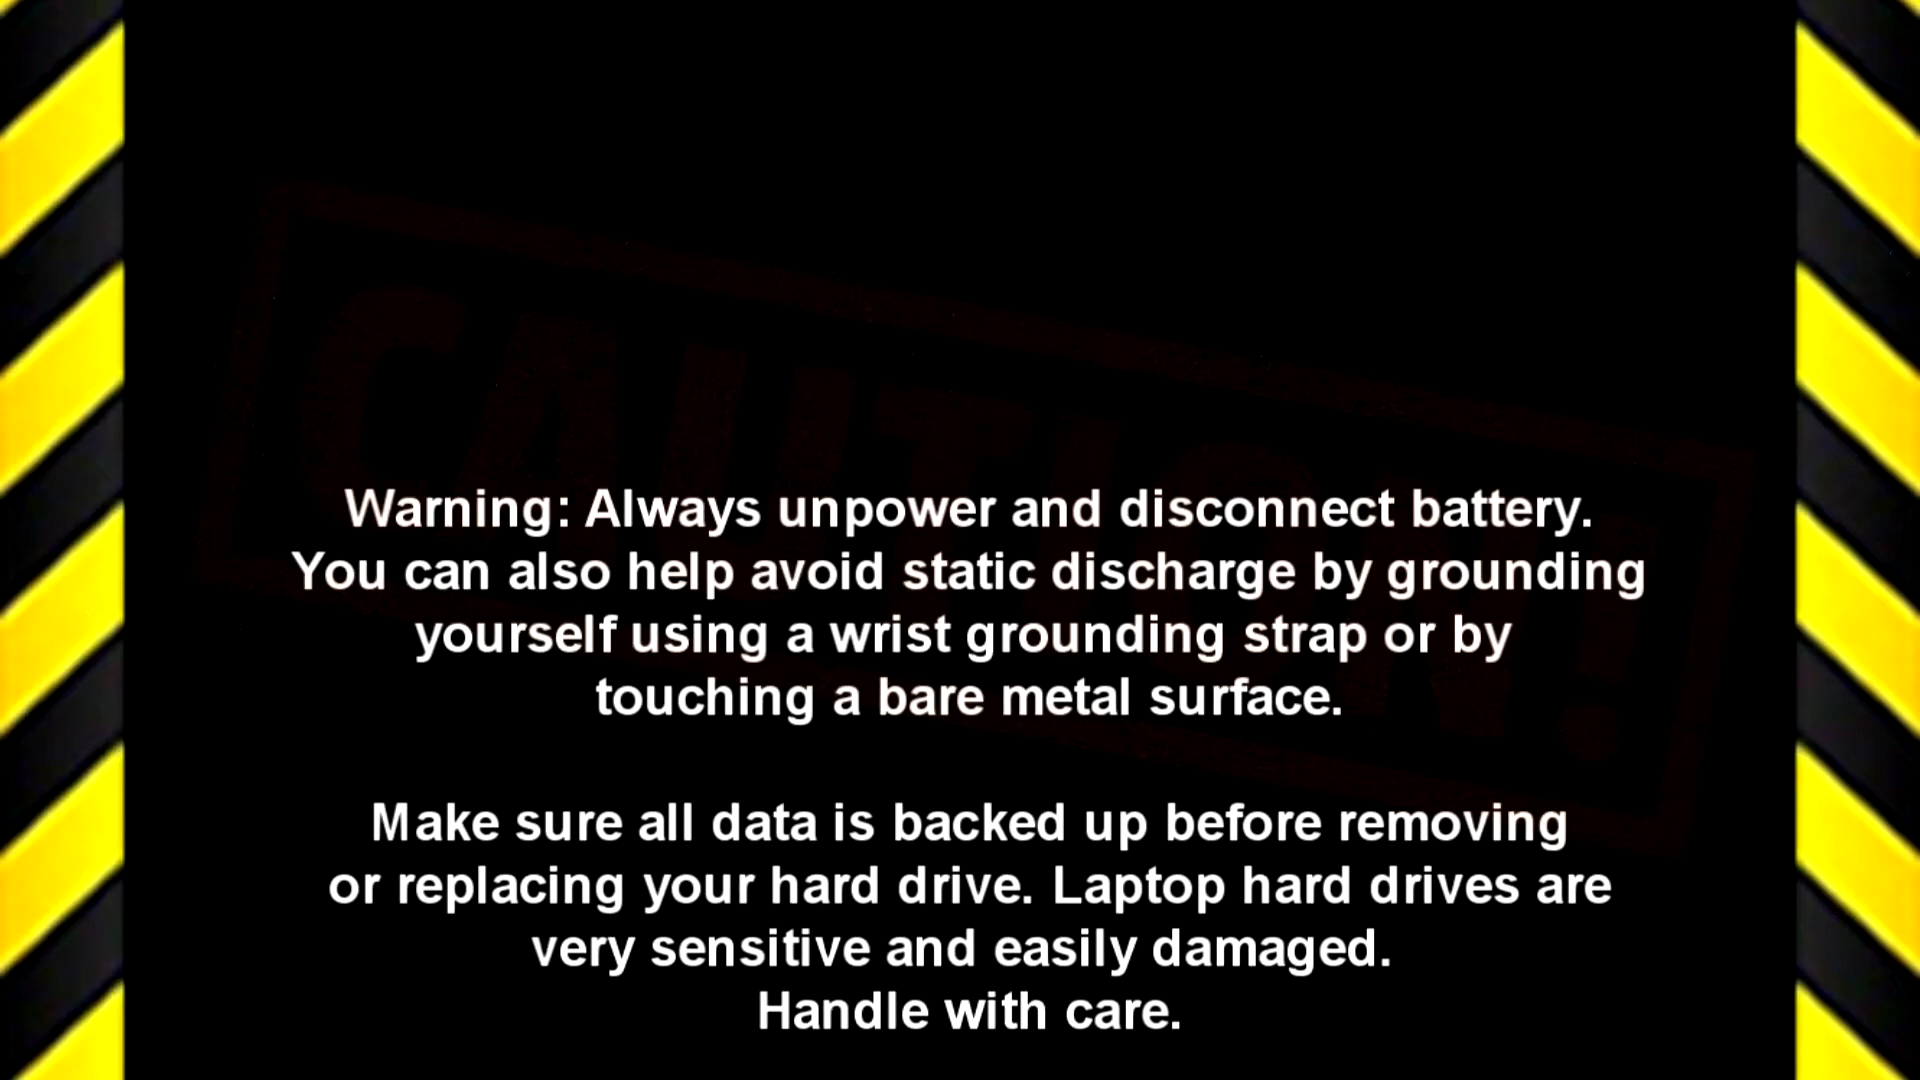 CAUTION!
Warning: Always unpower and disconnect battery.
You can also help avoid static discharge by grounding
yourself using a wrist grounding strap or by
touching a bare metal surface.
Make sure all data is backed up before removing
or replacing your hard drive. Laptop hard drives are
very sensitive and easily damaged.
Handle with care.